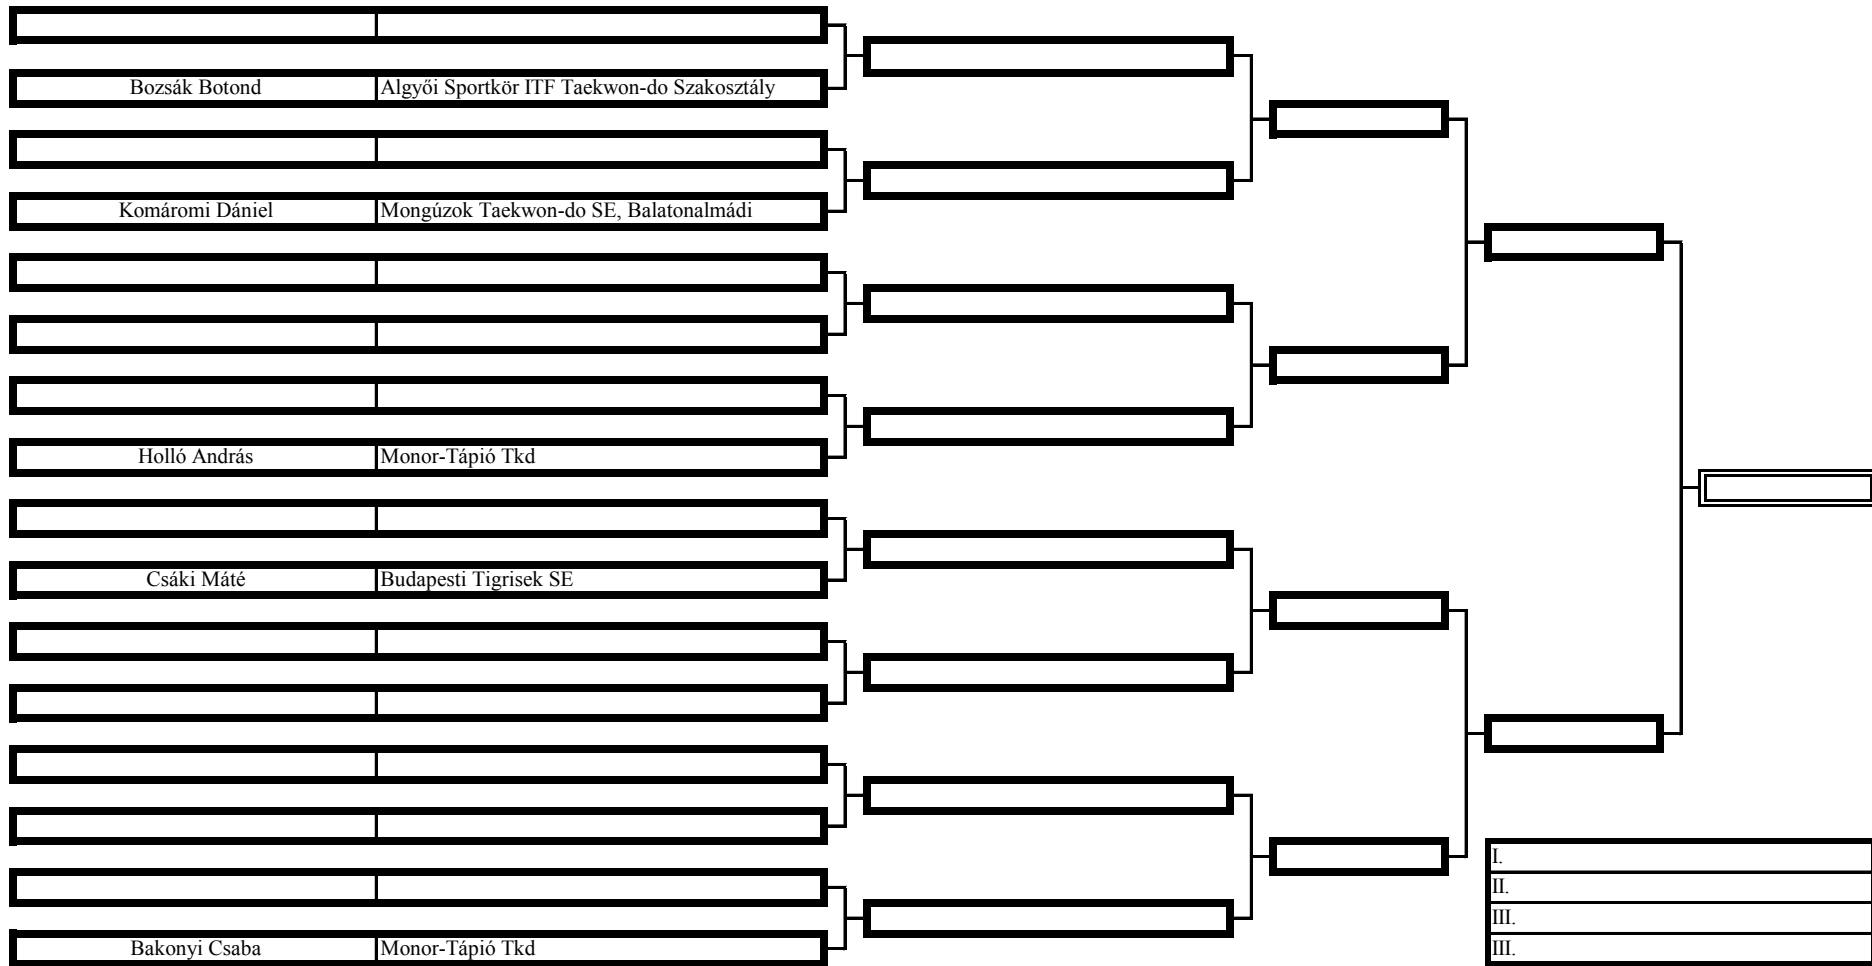 Bozsák Botond Algyői Sportkör ITF Taekwon-do Szakosztály
Komáromi Dániel Mongúzok Taekwon-do SE, Balatonalmádi
Holló András Monor-Tápió Tkd
Csáki Máté Budapesti Tigrisek SE
I.
II.
III.
Bakonyi Csaba Monor-Tápió Tkd
III.